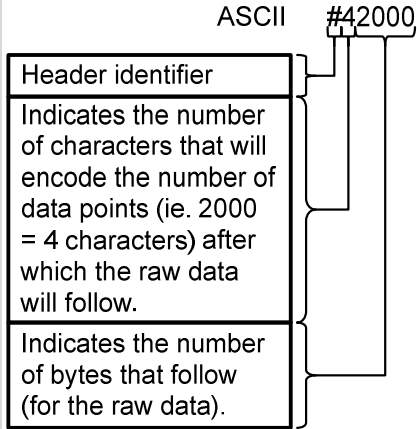 ASCII #42000
Header identifier
Indicates the number
of characters that will
encode the number of
data points (ie. 2000
= 4 characters) after
which the raw data
will follow.
Indicates the number
of bytes that follow
(for the raw data).